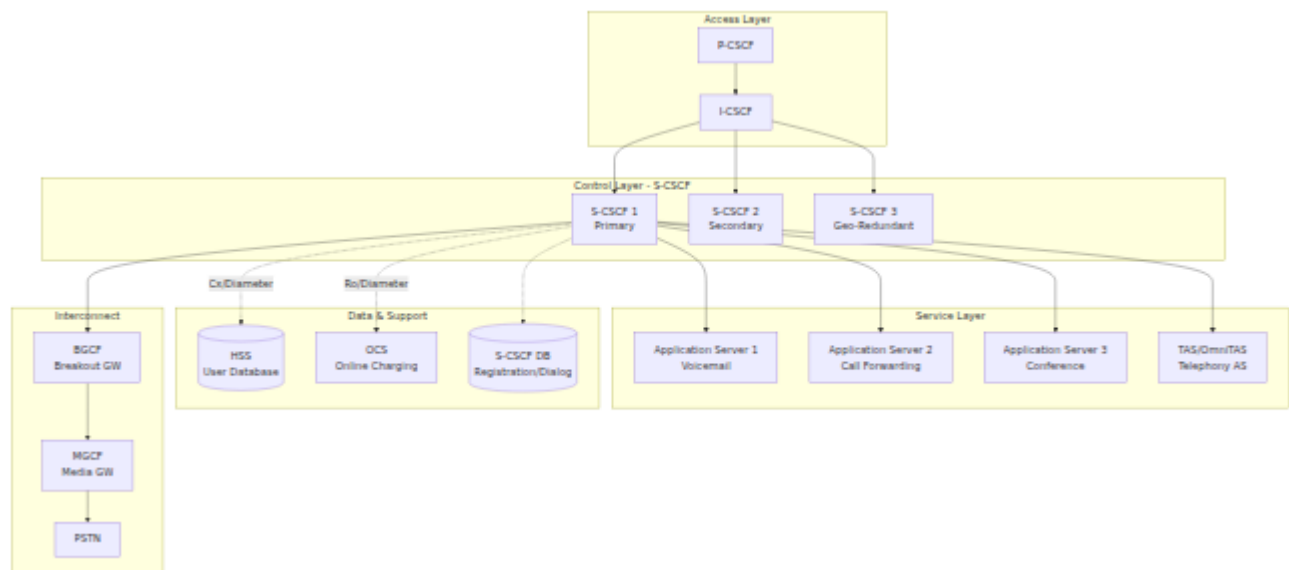 Access Layer
P-CSCF
I-CSCF
Control Layer - S-CSCF
S-CSCF 1
Primary
S-CSCF 2
Secondary
S-CSCF 3
Geo-Redundant
Cx/Diameter
Ro/Diameter
Interconnect
BGCF
Breakout GW
MGCF
Media GW
PSTN
Data & Support
HSS
User Database
OCS
Online Charging
S-CSCF DB
Registration/Dialog
Service Layer
Application Server 1
Voicemail
Application Server 2
Call Forwarding
Application Server 3
Conference
TAS/OmniTAS
Telephony AS